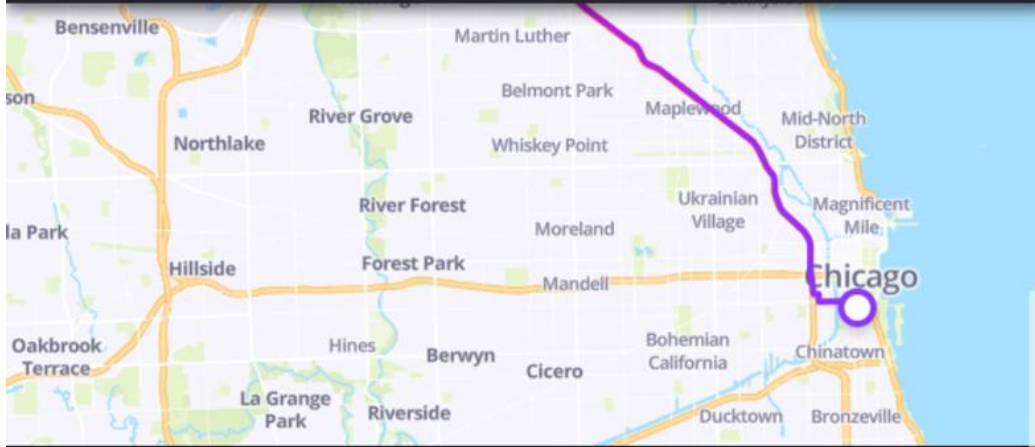 Bensenville
Martin Luther
son
Belmont Park
Maplewood
River Grove
Mid-North
District
Northlake
Whiskey Point
Ukrainian
Village
River Forest
Magnificent
Mile
la Park
Moreland
Hillside
Forest Park
Chicago
Mandell
Oakbrook
Terrace
Hines
Berwyn
Bohemian
California
Chinatown
Cicero
La Grange
Park
Riverside
Ducktown
Bronzeville